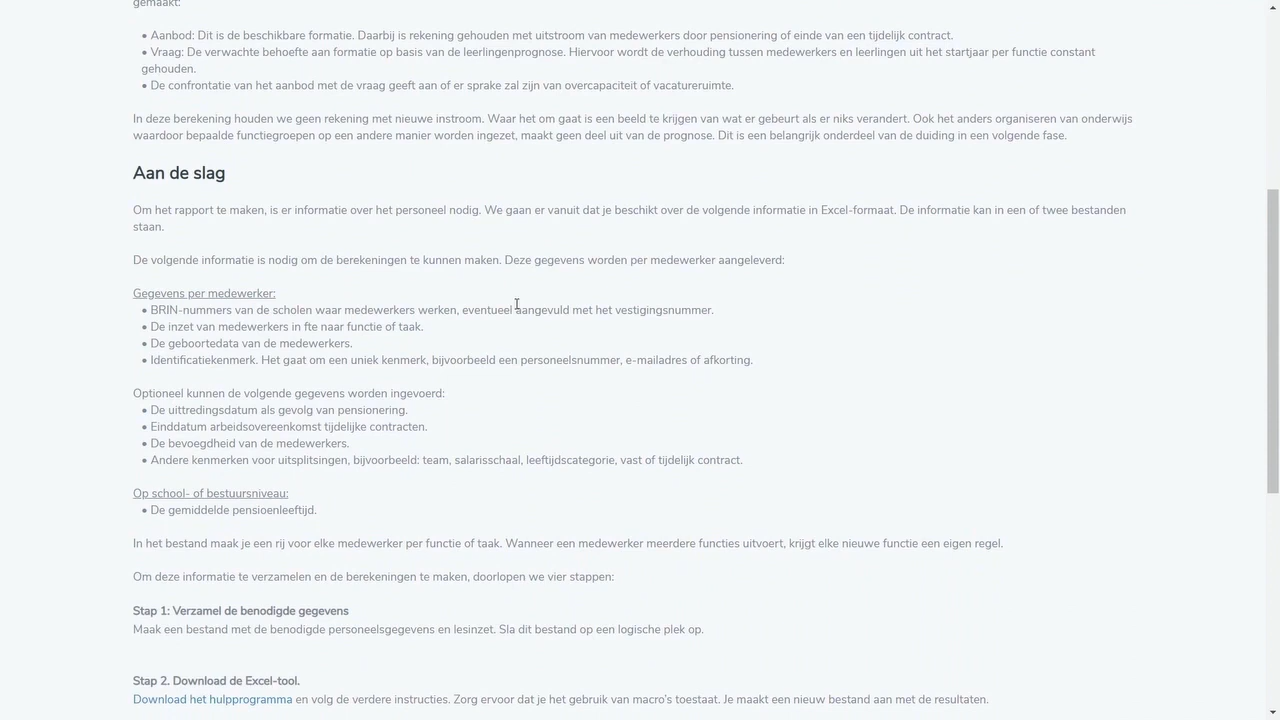 gemaakt:
• Aanbod: Dit is de beschikbare formatie. Daarbij is rekening gehouden met uitstroom van medewerkers door pensionering of einde van een tijdelijk contract.
• Vraag: De verwachte behoefte aan formatie op basis van de leerlingenprognose. Hiervoor wordt de verhouding tussen medewerkers en leerlingen uit het startjaar per functie constant
gehouden.
• De confrontatie van het aanbod met de vraag geeft aan of er sprake zal zijn van overcapaciteit of vacatureruimte.
In deze berekening houden we geen rekening met nieuwe instroom. Waar het om gaat is een beeld te krijgen van wat er gebeurt als er niks verandert. Ook het anders organiseren van onderwijs
waardoor bepaalde functiegroepen op een andere manier worden ingezet, maakt geen deel uit van de prognose. Dit is een belangrijk onderdeel van de duiding in een volgende fase.
Aan de slag
Om het rapport te maken, is er informatie over het personeel nodig. We gaan er vanuit dat je beschikt over de volgende informatie in Excel-formaat. De informatie kan in een of twee bestanden
staan.
De volgende informatie is nodig om de berekeningen te kunnen maken. Deze gegevens worden per medewerker aangeleverd:
Gegevens per medewerker:
• BRIN-nummers van de scholen waar medewerkers werken, eventueel aangevuld met het vestigingsnummer.
• De inzet van medewerkers in fte naar functie of taak.
• De geboortedata van de medewerkers.
• Identificatiekenmerk. Het gaat om een uniek kenmerk, bijvoorbeeld een personeelsnummer, e-mailadres of afkorting.
Optioneel kunnen de volgende gegevens worden ingevoerd:
• De uittredingsdatum als gevolg van pensionering.
• Einddatum arbeidsovereenkomst tijdelijke contracten.
• De bevoegdheid van de medewerkers.
• Andere kenmerken voor uitsplitsingen, bijvoorbeeld: team, salarisschaal, leeftijdscategorie, vast of tijdelijk contract.
Op school- of bestuursniveau:
• De gemiddelde pensioenleeftijd.
In het bestand maak je een rij voor elke medewerker per functie of taak. Wanneer een medewerker meerdere functies uitvoert, krijgt elke nieuwe functie een eigen regel.
Om deze informatie te verzamelen en de berekeningen te maken, doorlopen we vier stappen:
Stap 1: Verzamel de benodigde gegevens
Maak een bestand met de benodigde personeelsgegevens en lesinzet. Sla dit bestand op een logische plek op.
Stap 2. Download de Excel-tool.
Download het hulpprogramma en volg de verdere instructies. Zorg ervoor dat je het gebruik van macro's toestaat. Je maakt een nieuw bestand aan met de resultaten.